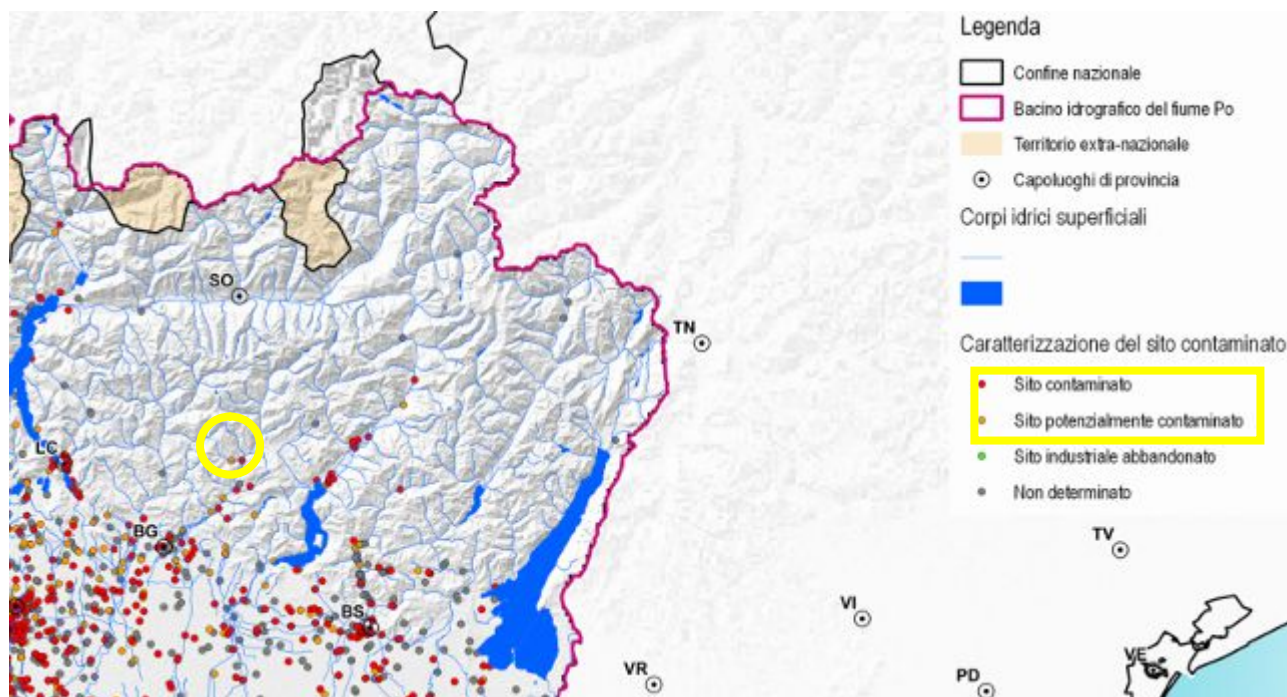 Legenda
Confine nazionale
Bacino idrografico del fiume Po
Territorio extra-nazionale
Capoluoghi di provincia
Corpi idrici superficiali
SO
TN
Caratterizzazione del sito contaminato
Sito contaminato
Sito potenzialmente contaminato
LC
Sito industriale abbandonato
Non determinato
BG
TV
BS
VI
VE
VR
PD